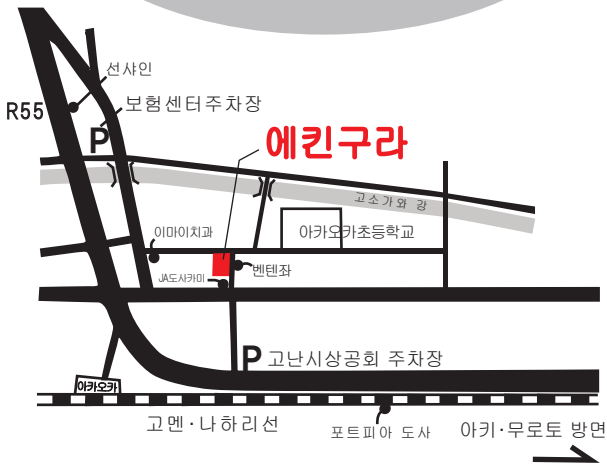 선샤인
R55
보험센터주차장
P
에킨구라
고소가와 강
이마이치과
아카오카초등학교
벤텐좌
JA도사카미
P 고난시상공회 주차장
아카오카
고멘·나하리선
포트피아 도사
아키·무로토 방면